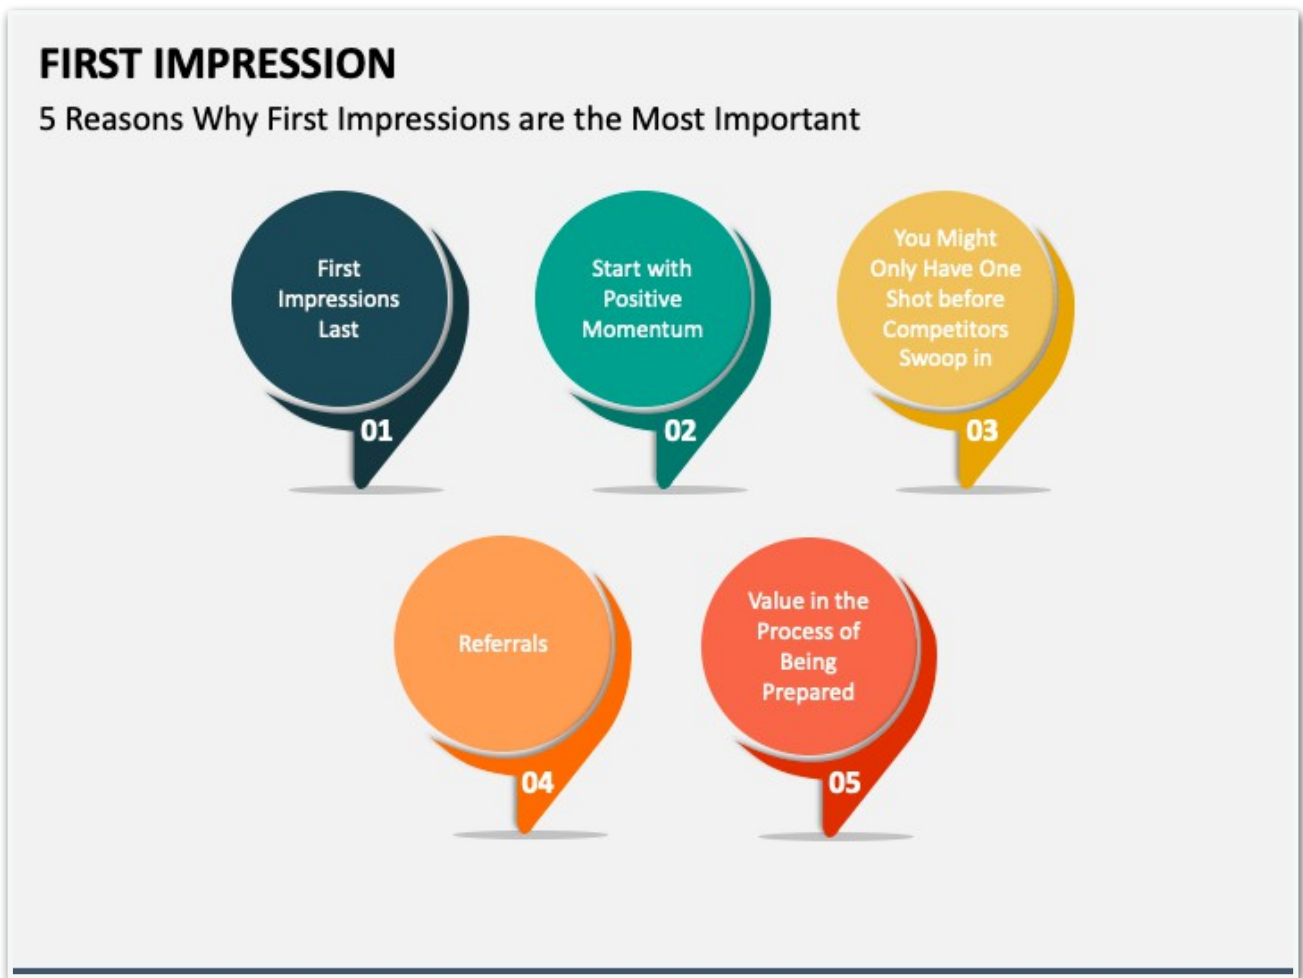 FIRST IMPRESSION
5 Reasons Why First Impressions are the Most Important
First
Impressions
Last
01
Start with
Positive
Momentum
02
You Might
Only Have One
Shot before
Competitors
Swoop in
03
Referrals
04
Value in the
Process of
Being
Prepared
05